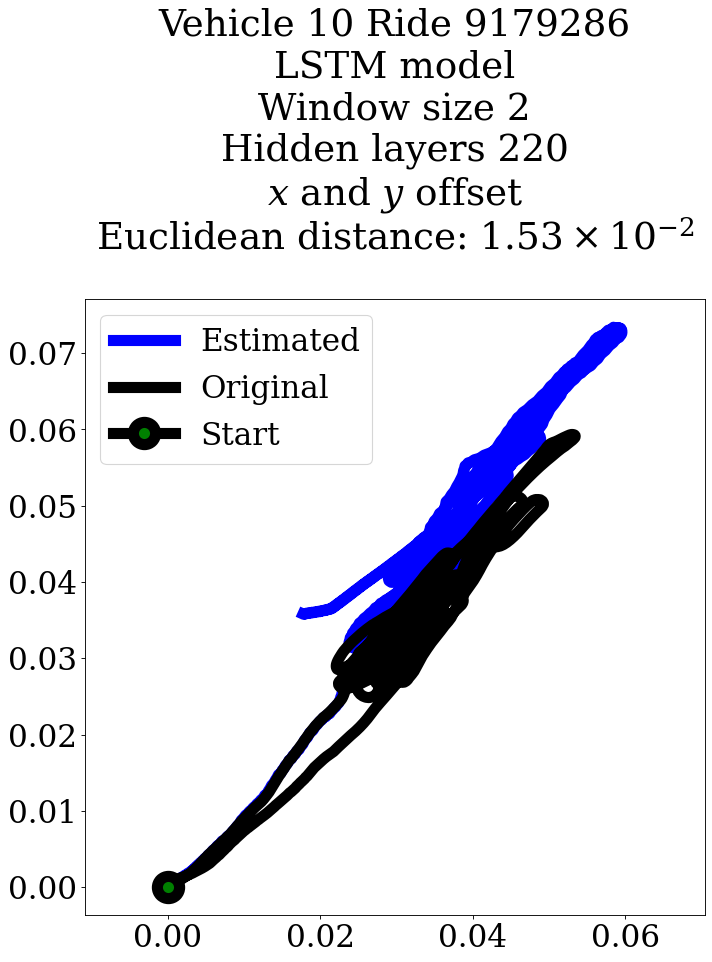 Vehicle 10 Ride 9179286
LSTM model
Window size 2
Hidden layers 220
x and y offset
Euclidean distance: 1.53 × 10⁻²
Estimated
Original
Start
0.07
0.06
0.05
0.04
0.03
0.02
0.01
0.00
0.00 0.02 0.04 0.06